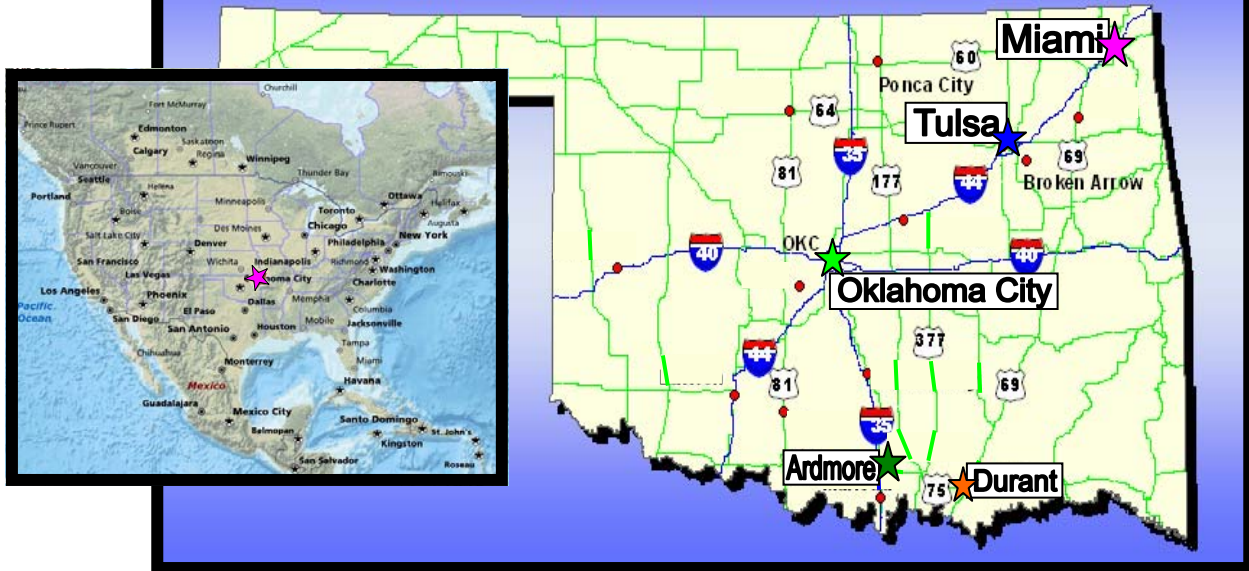 Miami
60
Ponca City
64
Tulsa
35
69
81
177
44
Broken Arrow
OKC
40
40
Oklahoma City
377
44
81
69
35
Ardmore
75
Durant
Churchill
Fort McMurray
Prince Rupert
Edmonton
Saskatoon
Calgary
Regina
Winnipeg
Vancouver
Thunder Bay
Rimouski
Seattle
Helena
Portland
Ottawa
Halifax
Boise
Minneapolis
Toronto
Augusta
Des Moines
Chicago
Salt Lake City
Denver
Philadelphia
New York
San Francisco
Wichita
Indianapolis
Richmond
Washington
Las Vegas
oma City
Charlotte
Los Angeles
Phoenix
Dallas
Memphis
Pacific
Ocean
El Paso
Columbia
San Diego
San Antonio
Houston
Mobile
Jacksonville
Tampa
Chihuahua
Monterrey
Miami
Mexico
Havana
Guadalajara
Mexico City
Santo Domingo
Belmopan
St. John's
Kingston
San Salvador
Roseau